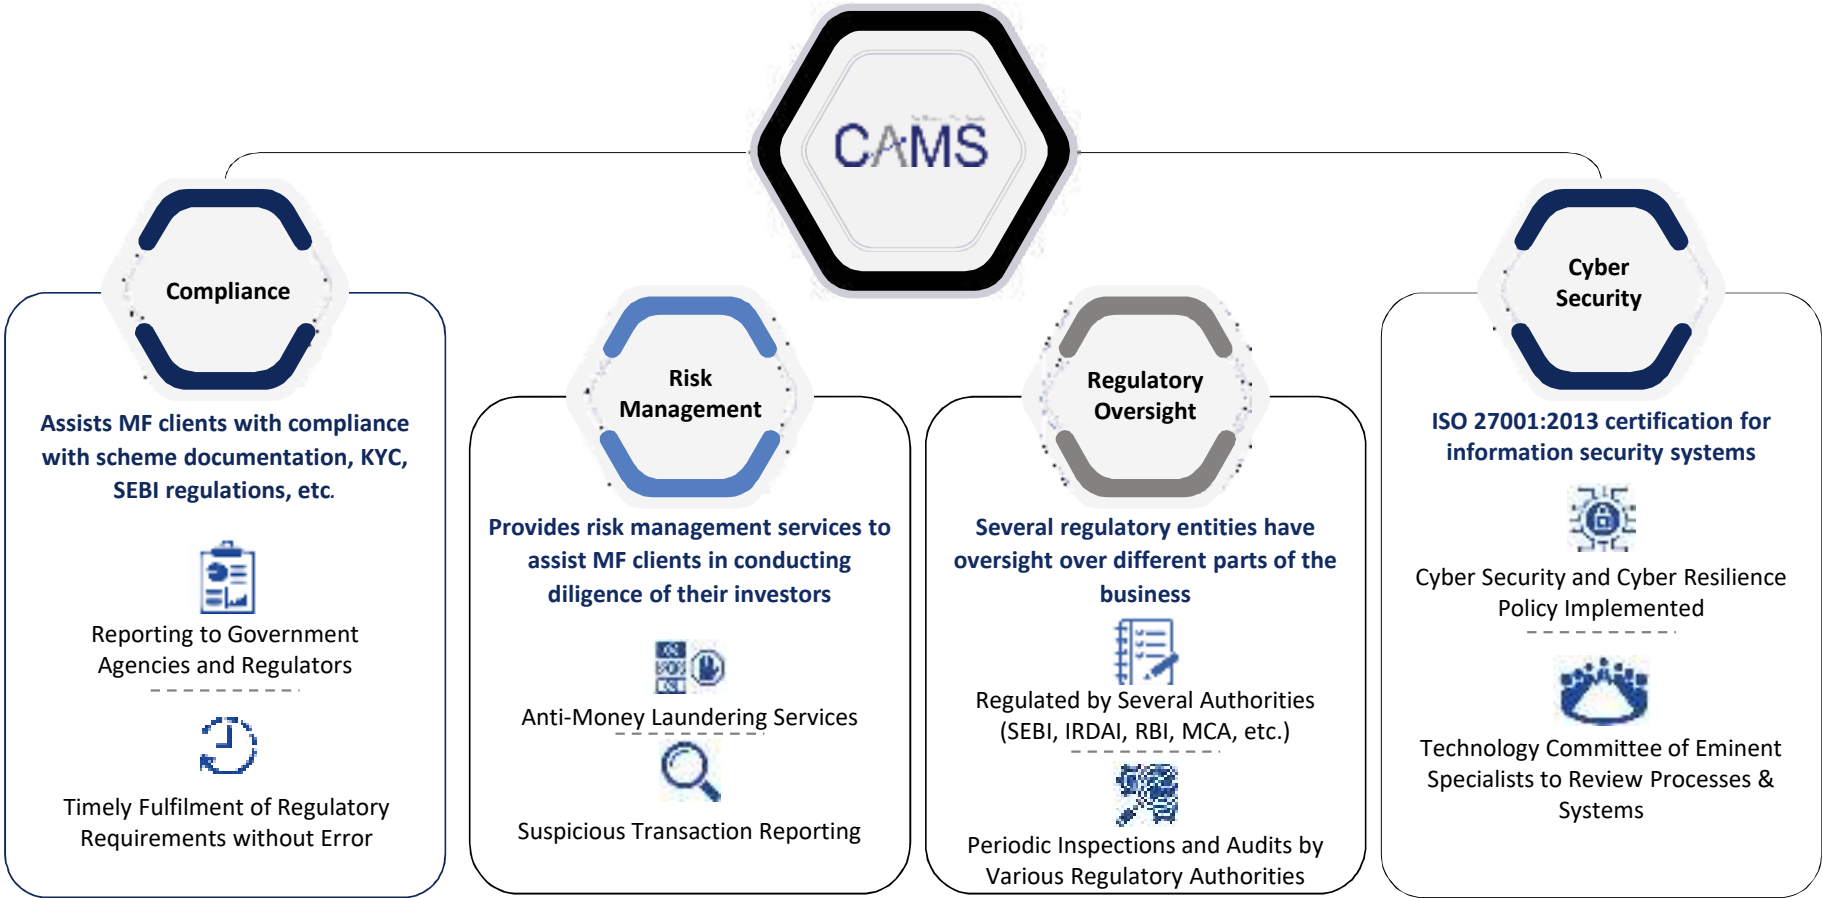 CAMS
Compliance
Assists MF clients with compliance
with scheme documentation, KYC,
SEBI regulations, etc.
Reporting to Government
Agencies and Regulators
Timely Fulfilment of Regulatory
Requirements without Error
Risk
Management
Provides risk management services to
assist MF clients in conducting
diligence of their investors
Anti-Money Laundering Services
Suspicious Transaction Reporting
Regulatory
Oversight
Several regulatory entities have
oversight over different parts of the
business
Regulated by Several Authorities
(SEBI, IRDAI, RBI, MCA, etc.)
Periodic Inspections and Audits by
Various Regulatory Authorities
Cyber
Security
ISO 27001:2013 certification for
information security systems
Cyber Security and Cyber Resilience
Policy Implemented
Technology Committee of Eminent
Specialists to Review Processes &
Systems